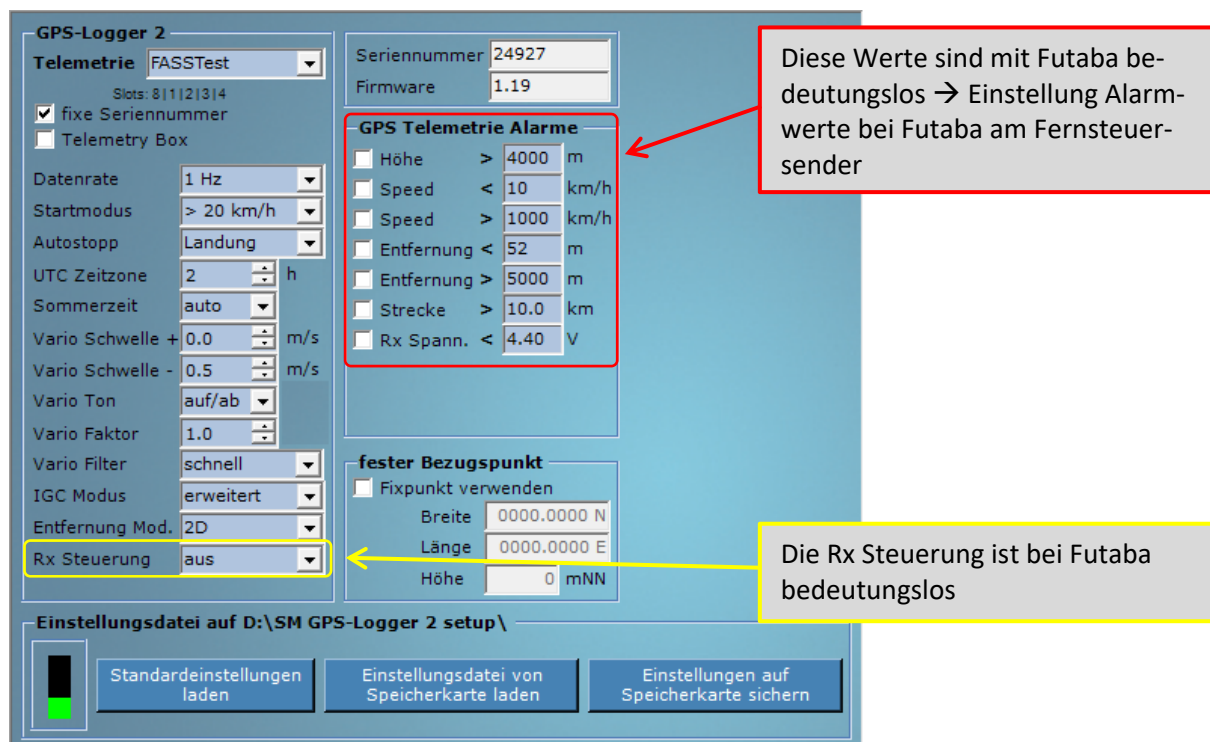 GPS-Logger 2
Telemetrie FASSTest
Slots: 8|1|2|3|4
fixe Seriennummer
Telemetry Box
Datenrate 1 Hz
Startmodus > 20 km/h
Autostopp Landung
UTC Zeitzone 2 h
Sommerzeit auto
Vario Schwelle + 0.0 m/s
Vario Schwelle - 0.5 m/s
Vario Ton auf/ab
Vario Faktor 1.0
Vario Filter schnell
IGC Modus erweitert
Entfernung Mod. 2D
Rx Steuerung aus
Seriennummer 24927
Firmware 1.19
GPS Telemetrie Alarme
Höhe > 4000 m
Speed < 10 km/h
Speed > 1000 km/h
Entfernung < 52 m
Entfernung > 5000 m
Strecke > 10.0 km
Rx Spann. < 4.40 V
fester Bezugspunkt
Fixpunkt verwenden
Breite 0000.0000 N
Länge 0000.0000 E
Höhe 0 mNN
Diese Werte sind mit Futaba be-
deutungslos → Einstellung Alarm-
werte bei Futaba am Fernsteuer-
sender
Die Rx Steuerung ist bei Futaba
bedeutungslos
Einstellungsdatei auf D:\SM GPS-Logger 2 setup\
Standardeinstellungen
laden
Einstellungsdatei von
Speicherkarte laden
Einstellungen auf
Speicherkarte sichern